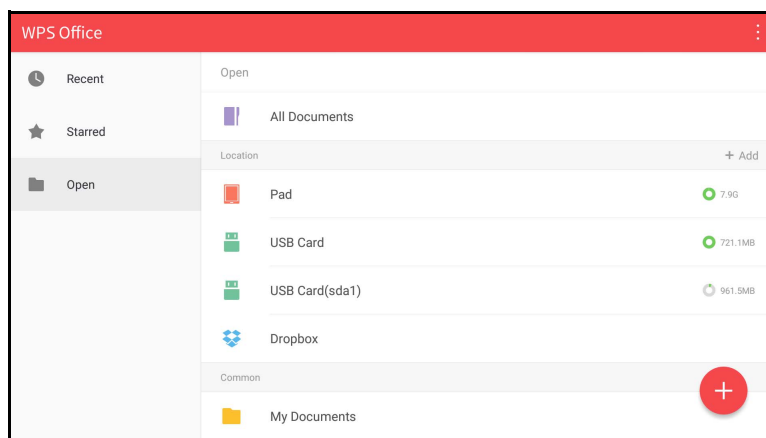 WPS Office
Recent
Starred
Open
Open
All Documents
Location + Add
Pad 7.9G
USB Card 721.1MB
USB Card(sda1) 961.5MB
Dropbox
Common
My Documents